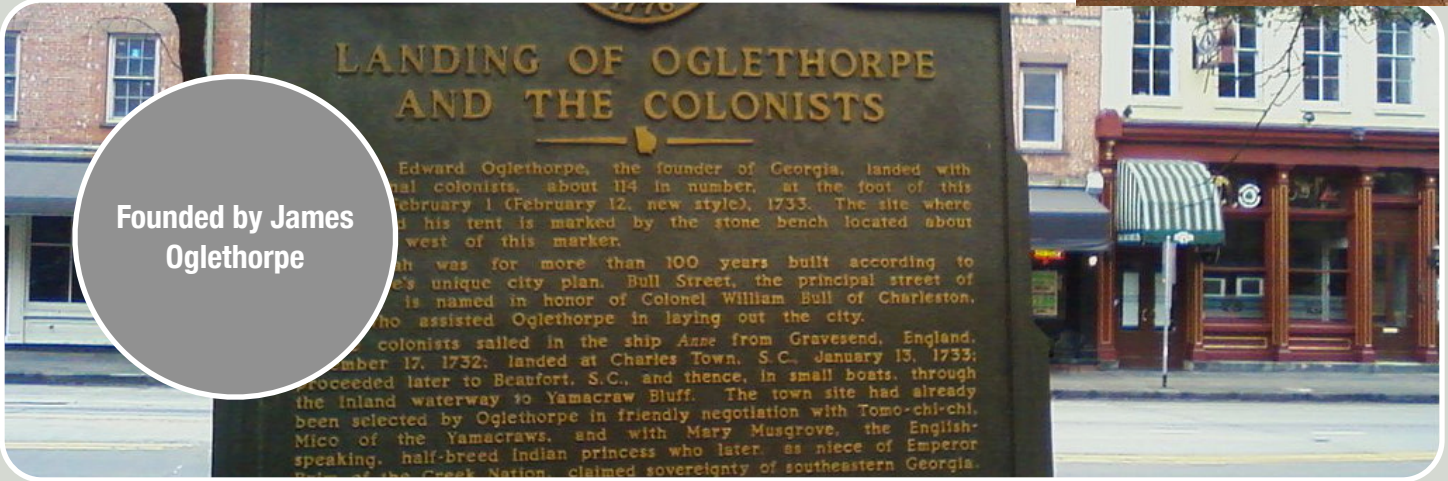 1776
LANDING OF OGLETHORPE
AND THE COLONISTS
Founded by James
Oglethorpe
Edward Oglethorpe, the founder of Georgia, landed with
colonists, about 114 in number, at the foot of this
February 1 (February 12, new style), 1733. The site where
his tent is marked by the stone bench located about
west of this marker.
was for more than 100 years built according to
unique city plan. Bull Street, the principal street of
is named in honor of Colonel William Bull of Charleston,
who assisted Oglethorpe in laying out the city.
colonists sailed in the ship Anne from Gravesend, England,
17, 1732; landed at Charles Town, S.C., January 13, 1733;
proceeded later to Beaufort, S.C., and thence, in small boats, through
the inland waterway to Yamacraw Bluff. The town site had already
been selected by Oglethorpe in friendly negotiation with Tomo-chi-chi,
Mico of the Yamacraws, and with Mary Musgrove, the English-
speaking, half-breed Indian princess who later, as niece of Emperor
of the Creek Nation, claimed sovereignty of southeastern Georgia.